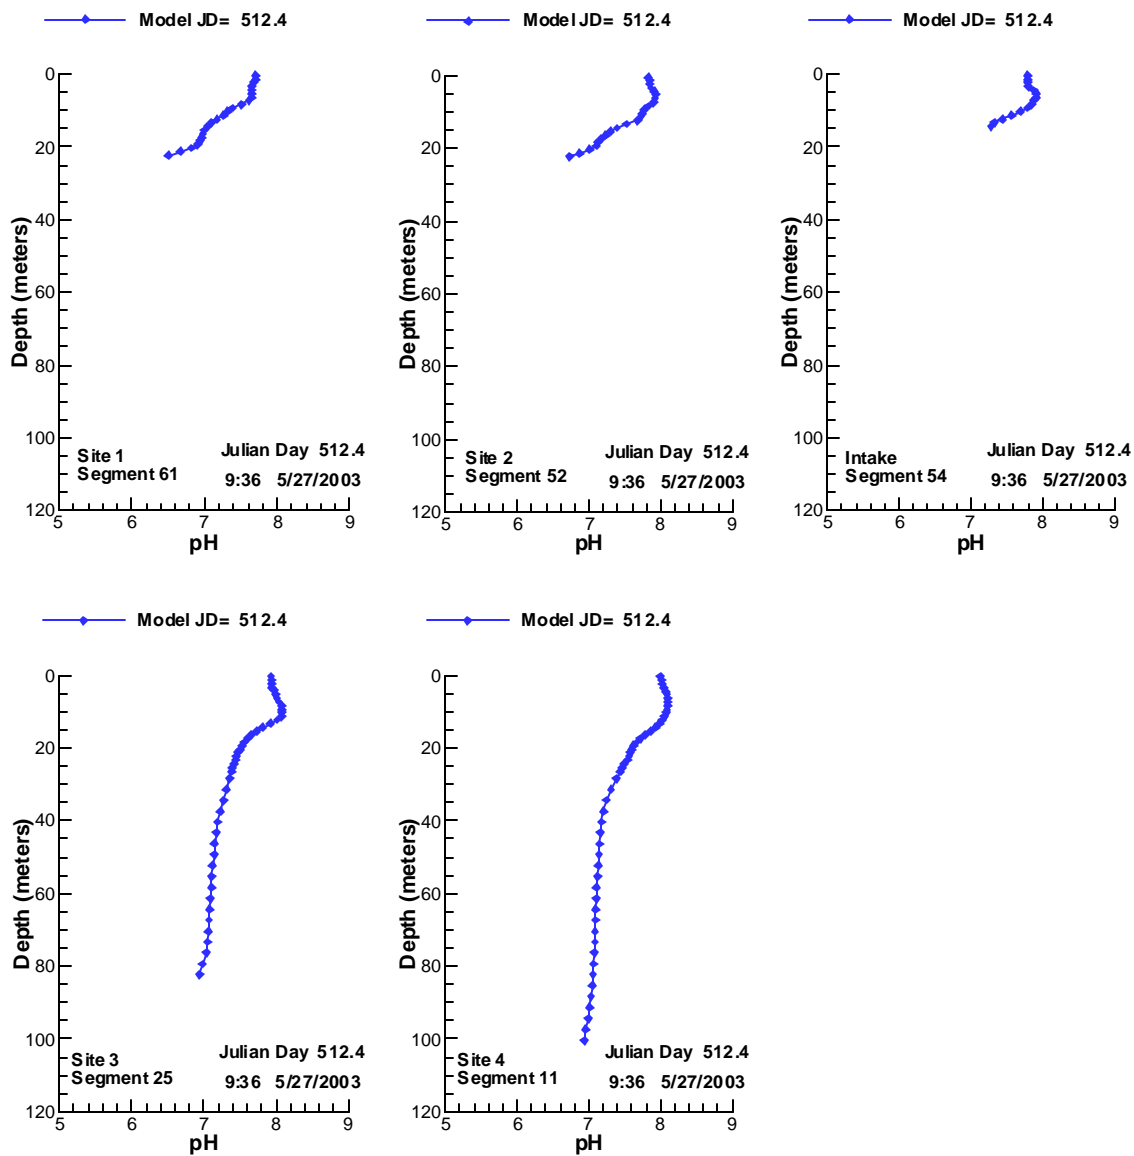 Model JD= 512.4
0
20
40
60
80
100
120
Depth (meters)
Site 1
Segment 61
Julian Day 512.4
9:36 5/27/2003
5 6 7 8 9
pH
Model JD= 512.4
0
20
40
60
80
100
120
Depth (meters)
Site 2
Segment 52
Julian Day 512.4
9:36 5/27/2003
5 6 7 8 9
pH
Model JD= 512.4
0
20
40
60
80
100
120
Depth (meters)
Intake
Segment 54
Julian Day 512.4
9:36 5/27/2003
5 6 7 8 9
pH
Model JD= 512.4
0
20
40
60
80
100
120
Depth (meters)
Site 3
Segment 25
Julian Day 512.4
9:36 5/27/2003
5 6 7 8 9
pH
Model JD= 512.4
0
20
40
60
80
100
120
Depth (meters)
Site 4
Segment 11
Julian Day 512.4
9:36 5/27/2003
5 6 7 8 9
pH